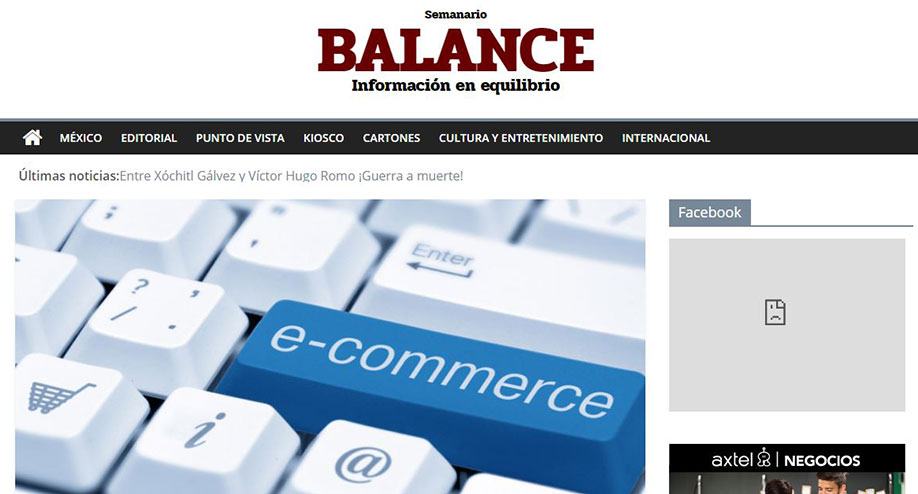 Semanario
BALANCE
Información en equilibrio
MÉXICO EDITORIAL PUNTO DE VISTA KIOSCO CARTONES CULTURA Y ENTRETENIMIENTO INTERNACIONAL
Últimas noticias:Entre Xóchitl Gálvez y Víctor Hugo Romo ¡Guerra a muerte!
Facebook
Enter
? 
/ .
e-commerce
i
@
axtel | NEGOCIOS